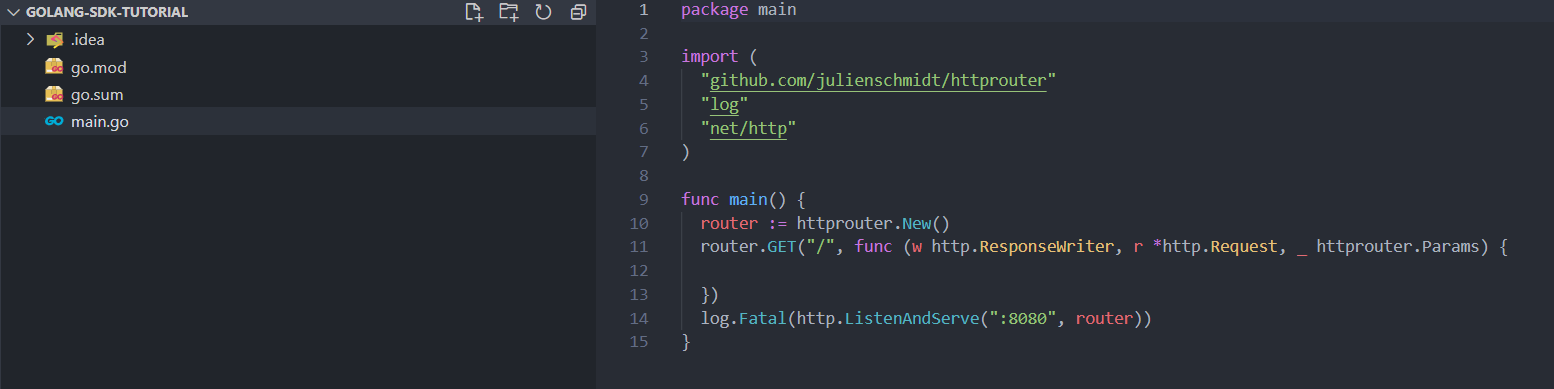 GOLANG-SDK-TUTORIAL
.idea
go.mod
go.sum
GO main.go
1 package main
2
3 import (
4 "github.com/julienschmidt/httprouter"
5 "log"
6 "net/http"
7 )
8
9 func main() {
10 router := httprouter.New()
11 router.GET("/", func (w http.ResponseWriter, r *http.Request, _ httprouter.Params) {
12
13 })
14 log.Fatal(http.ListenAndServe(":8080", router))
15 }